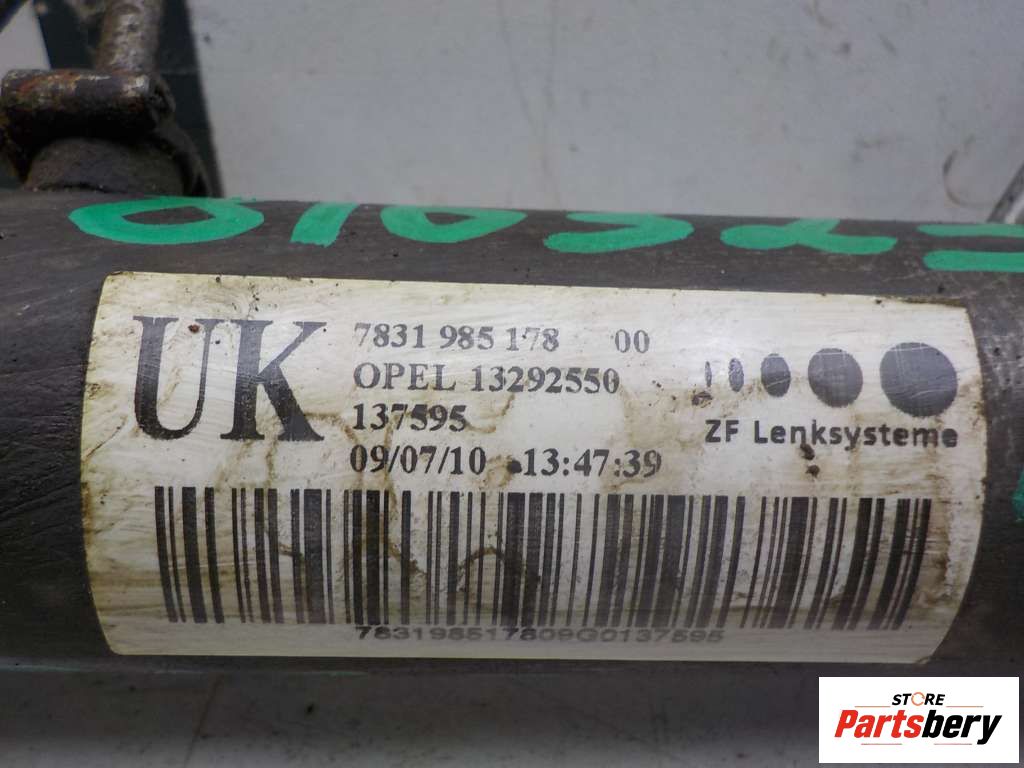 UK
7831 985 178 00
OPEL 13292550
137595
09/07/10 13:47:39
ZF Lenksysteme
783198517809G0137595
STORE
Partsbery